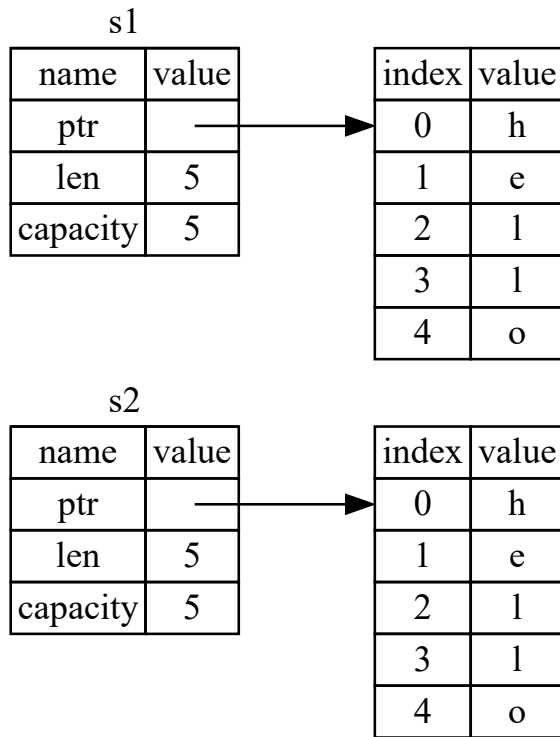 s1
name value
ptr
len 5
capacity 5
index value
0 h
1 e
2 l
3 l
4 o
s2
name value
ptr
len 5
capacity 5
index value
0 h
1 e
2 l
3 l
4 o